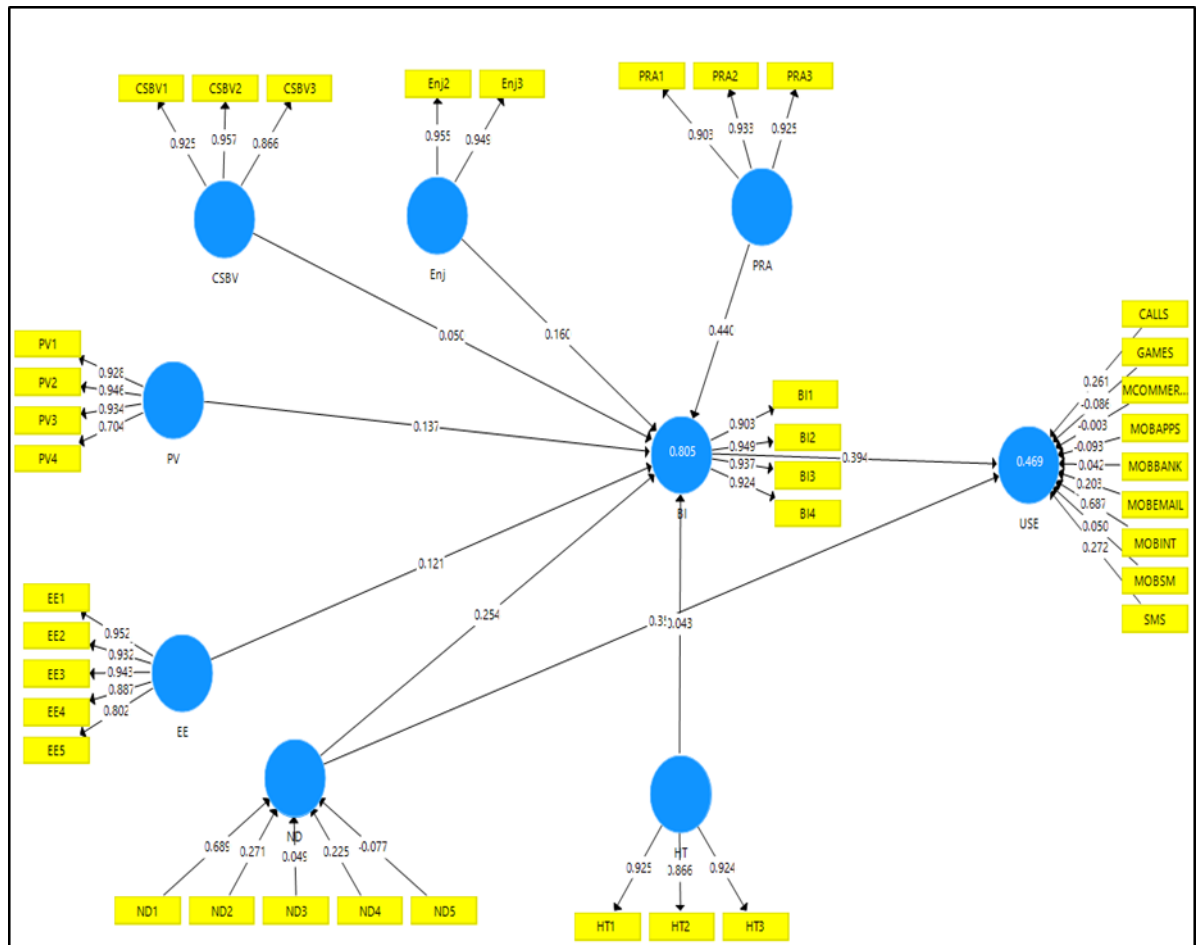 CSBV1 CSBV2 CSBV3
0.925 0.957 0.866
CSBV
Enj2 Enj3
0.955 0.949
Enj
PRA1 PRA2 PRA3
0.903 0.933 0.925
PRA
PV1
PV2
PV3
PV4
0.928
0.946
0.934
0.704
PV
0.050
0.160
0.440
0.137
0.121
0.254
0.043
0.394
BI1
BI2
BI3
BI4
0.903
0.949
0.937
0.924
0.805
BI
0.469
USE
CALLS
GAMES
MCOMMER...
MOBAPPS
MOBBANK
MOBEMAIL
MOBINT
MOBSM
SMS
0.261
-0.086
-0.003
-0.093
0.042
0.203
0.687
0.050
0.272
EE1
EE2
EE3
EE4
EE5
0.952
0.932
0.943
0.887
0.802
EE
ND
0.689 0.271 0.049 0.225 -0.077
ND1 ND2 ND3 ND4 ND5
HT
0.925 0.866 0.924
HT1 HT2 HT3